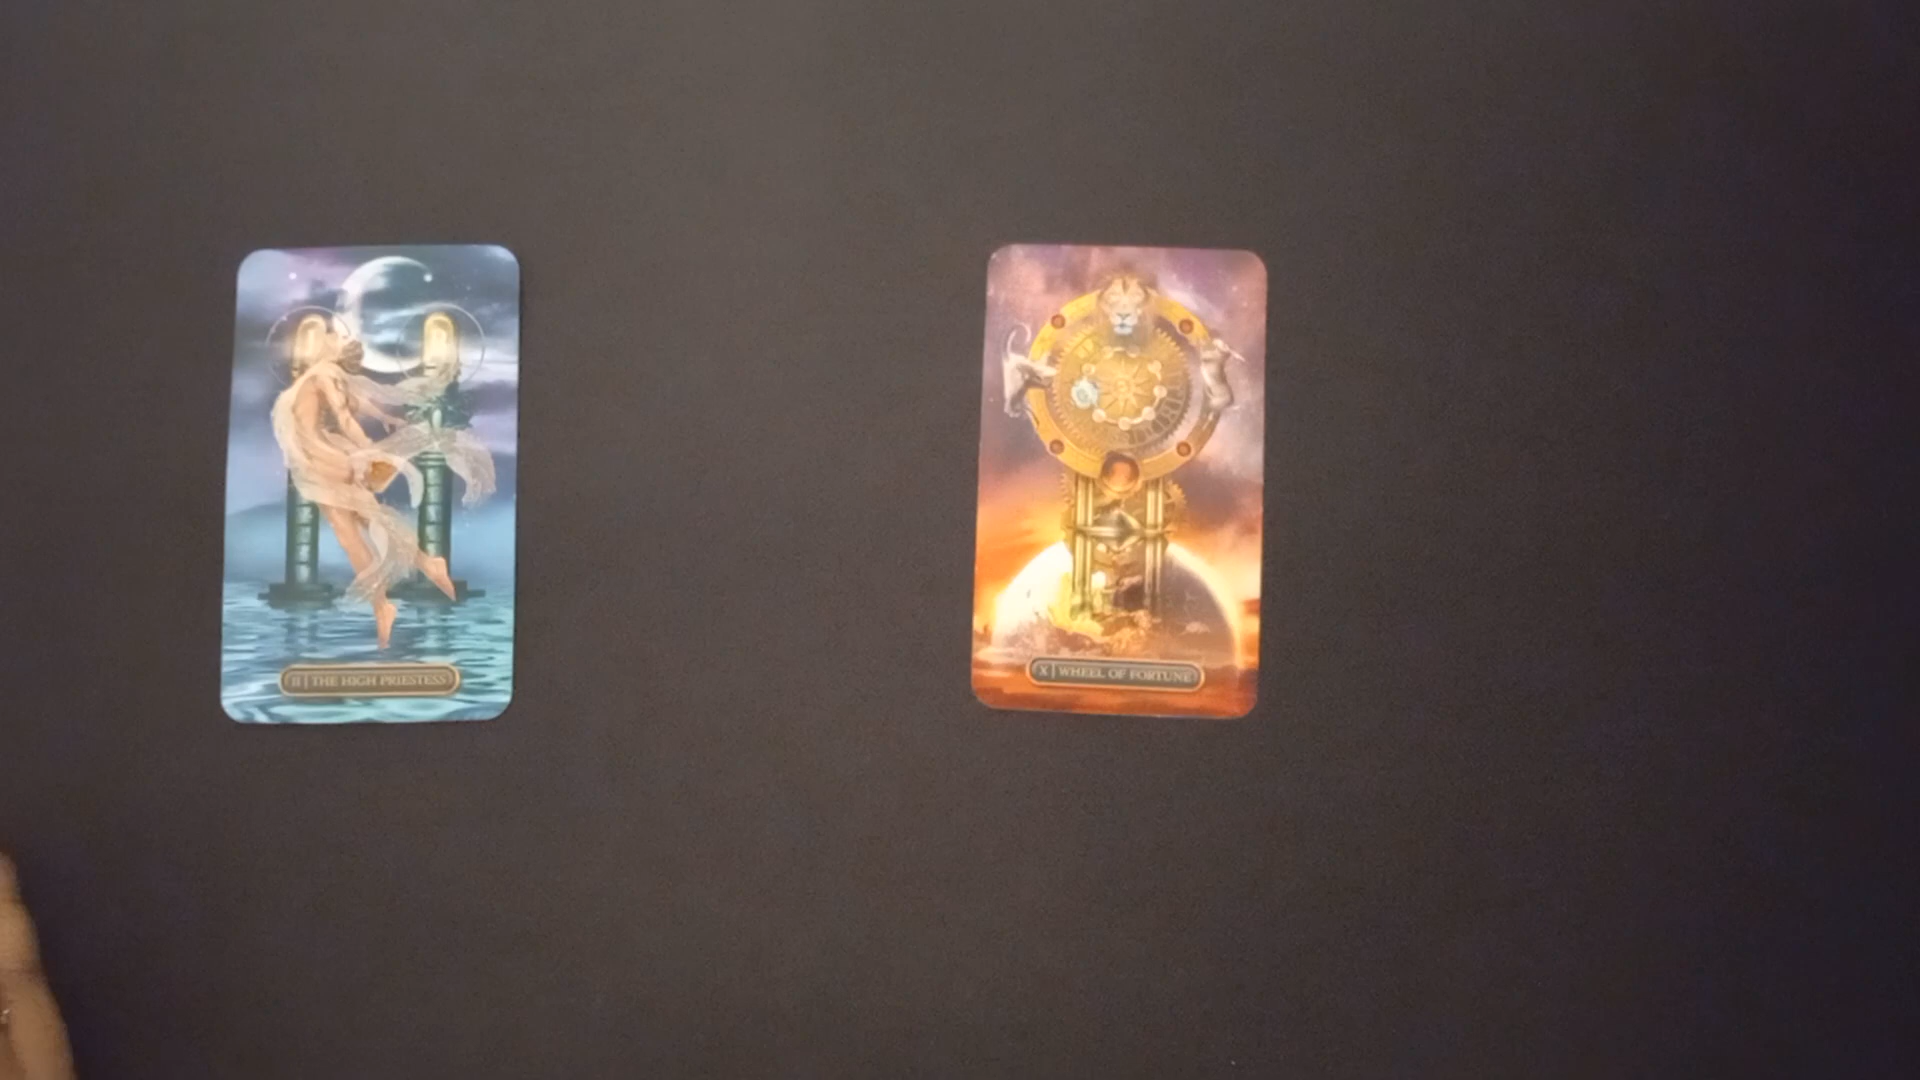 II | THE HIGH PRIESTESS
X | WHEEL OF FORTUNE